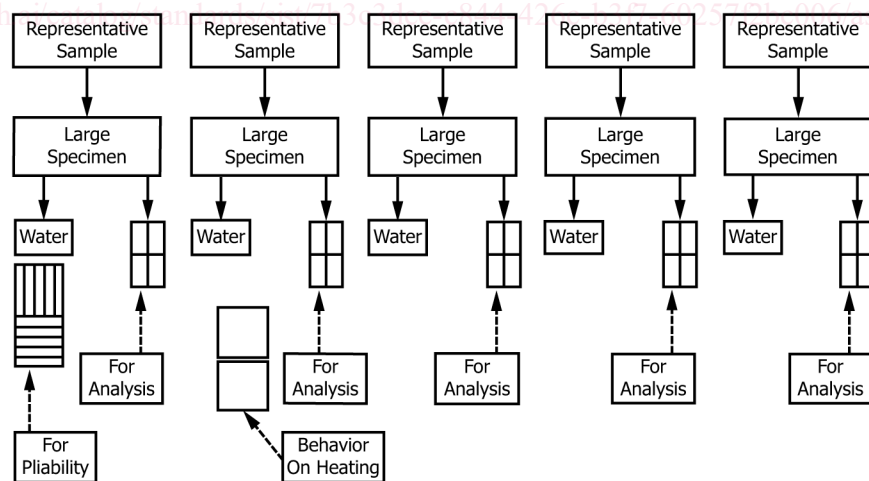 Representative
Sample
Representative
Sample
Representative
Sample
Representative
Sample
Representative
Sample
Large
Specimen
Large
Specimen
Large
Specimen
Large
Specimen
Large
Specimen
Water
Water
Water
Water
Water
For
Analysis
For
Analysis
For
Analysis
For
Analysis
For
Analysis
For
Pliability
Behavior
On Heating